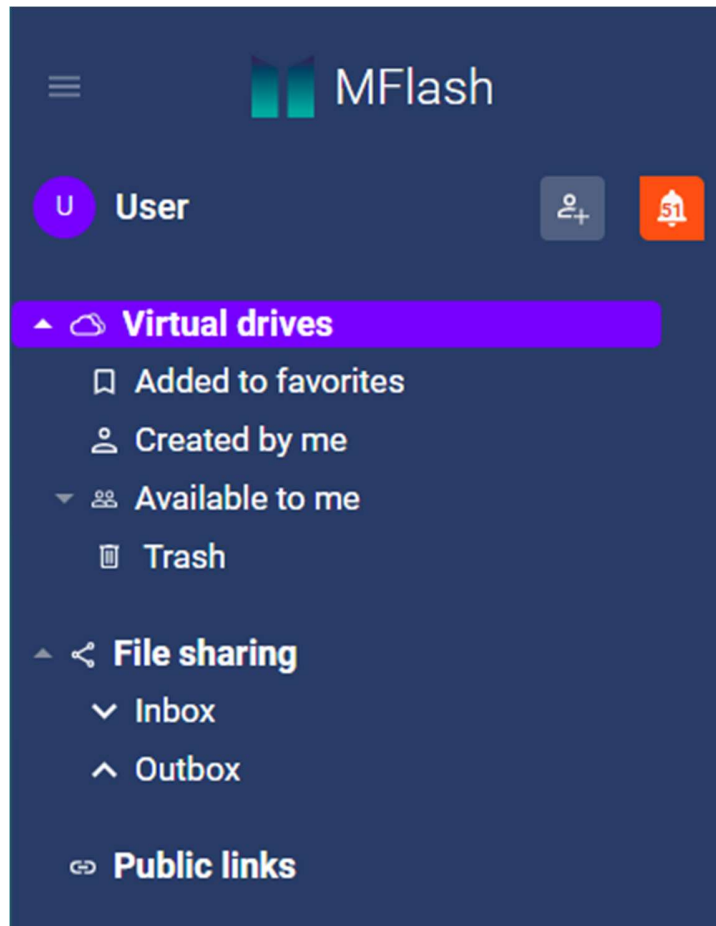 MFlash
U User 51
Virtual drives
Added to favorites
Created by me
Available to me
Trash
File sharing
Inbox
Outbox
Public links